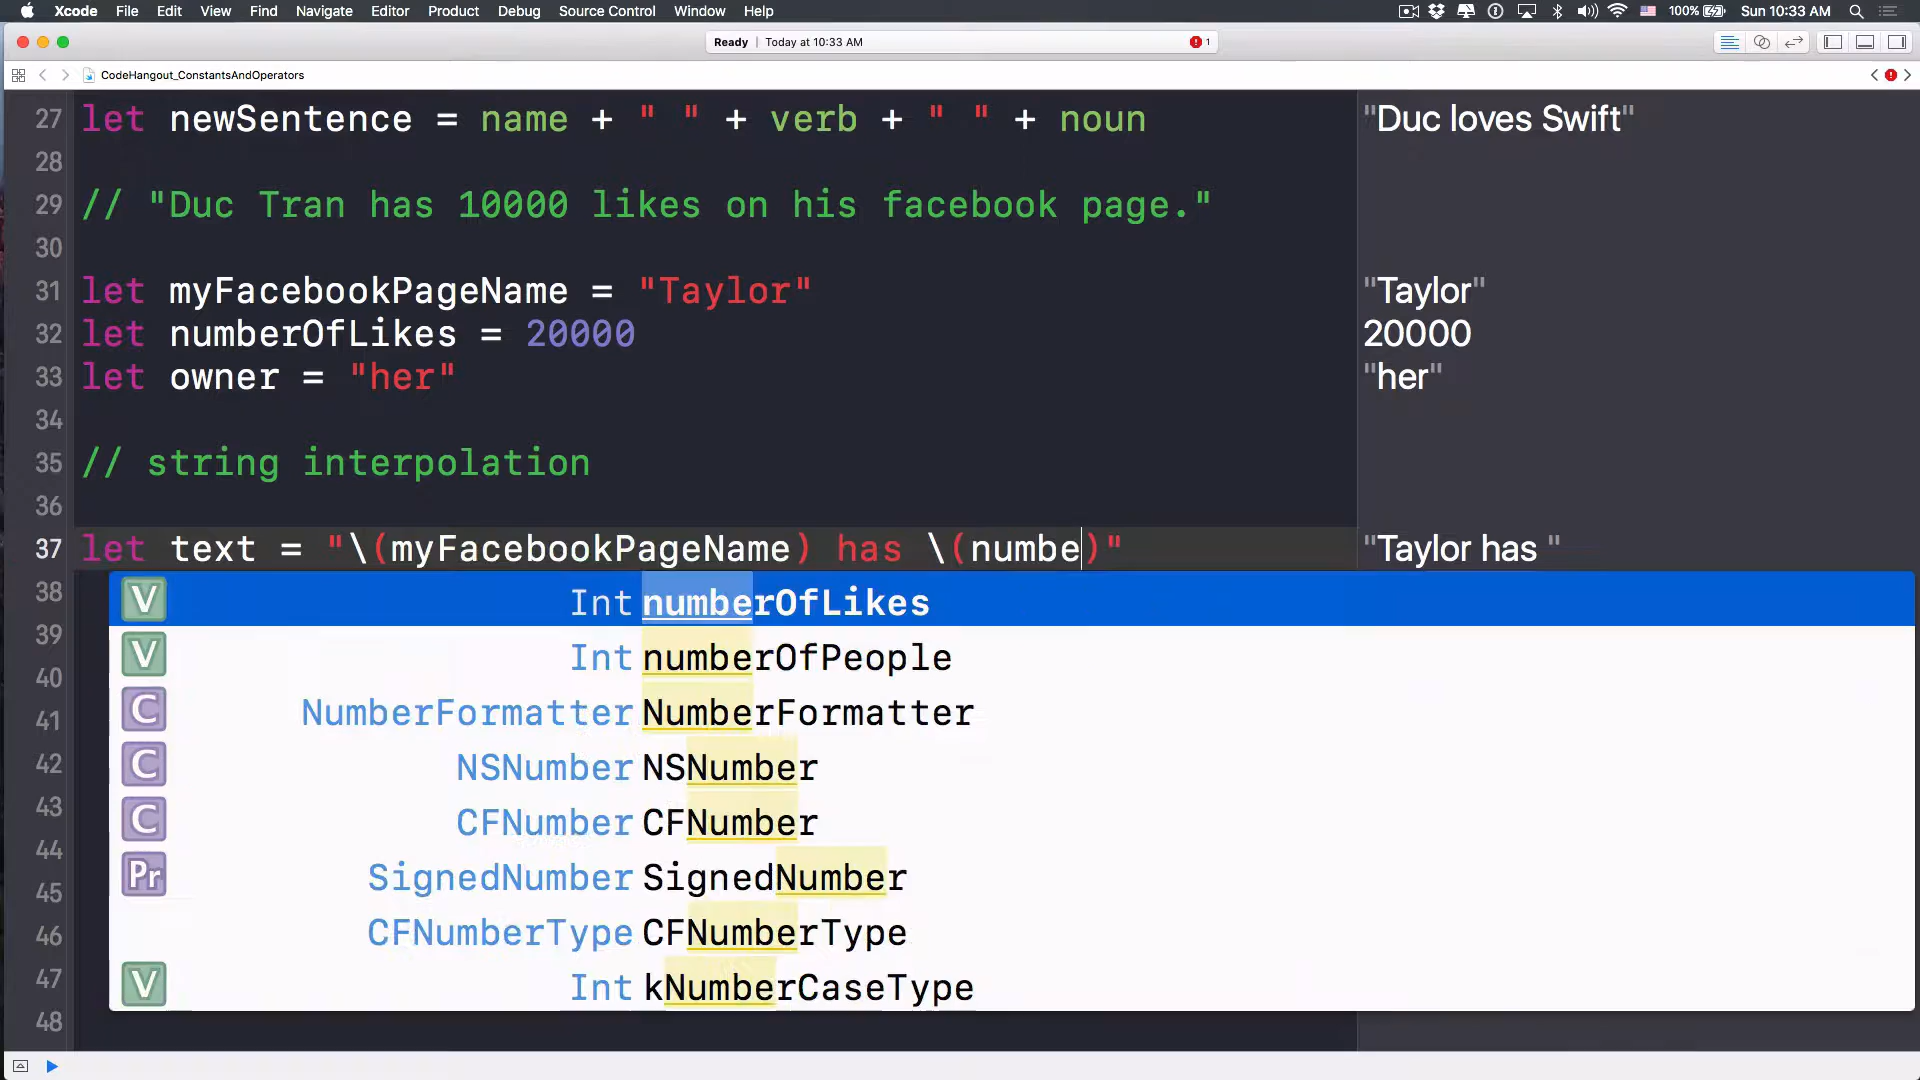 Xcode File Edit View Find Navigate Editor Product Debug Source Control Window Help 100% Sun 10:33 AM
Ready | Today at 10:33 AM 1
CodeHangout_ConstantsAndOperators
27 let newSentence = name + " " + verb + " " + noun "Duc loves Swift"
28
29 // "Duc Tran has 10000 likes on his facebook page."
30
31 let myFacebookPageName = "Taylor" "Taylor"
32 let numberOfLikes = 20000 20000
33 let owner = "her" "her"
34
35 // string interpolation
36
37 let text = "\(myFacebookPageName) has \(numbe)" "Taylor has "
38 V Int numberOfLikes
39 V Int numberOfPeople
40
41 C NumberFormatter NumberFormatter
42 C NSNumber NSNumber
43 C CFNumber CFNumber
44
45 Pr SignedNumber SignedNumber
46 CFNumberType CFNumberType
47 V Int kNumberCaseType
48